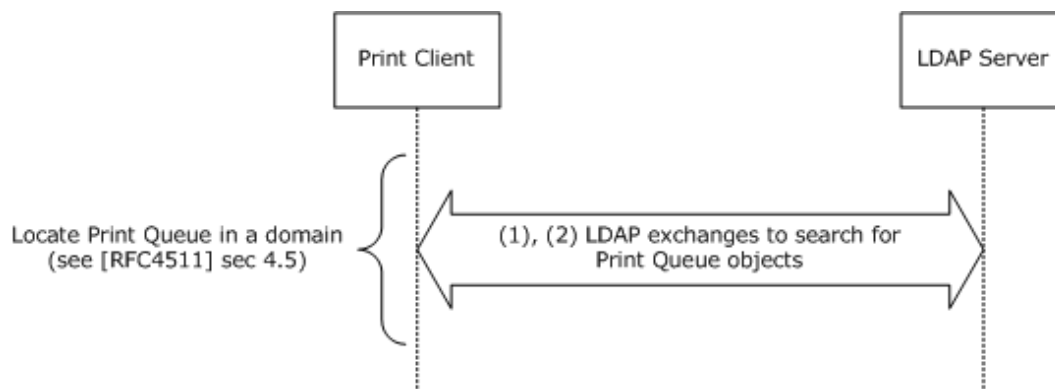 Print Client
LDAP Server
Locate Print Queue in a domain
(see [RFC4511] sec 4.5)
(1), (2) LDAP exchanges to search for
Print Queue objects